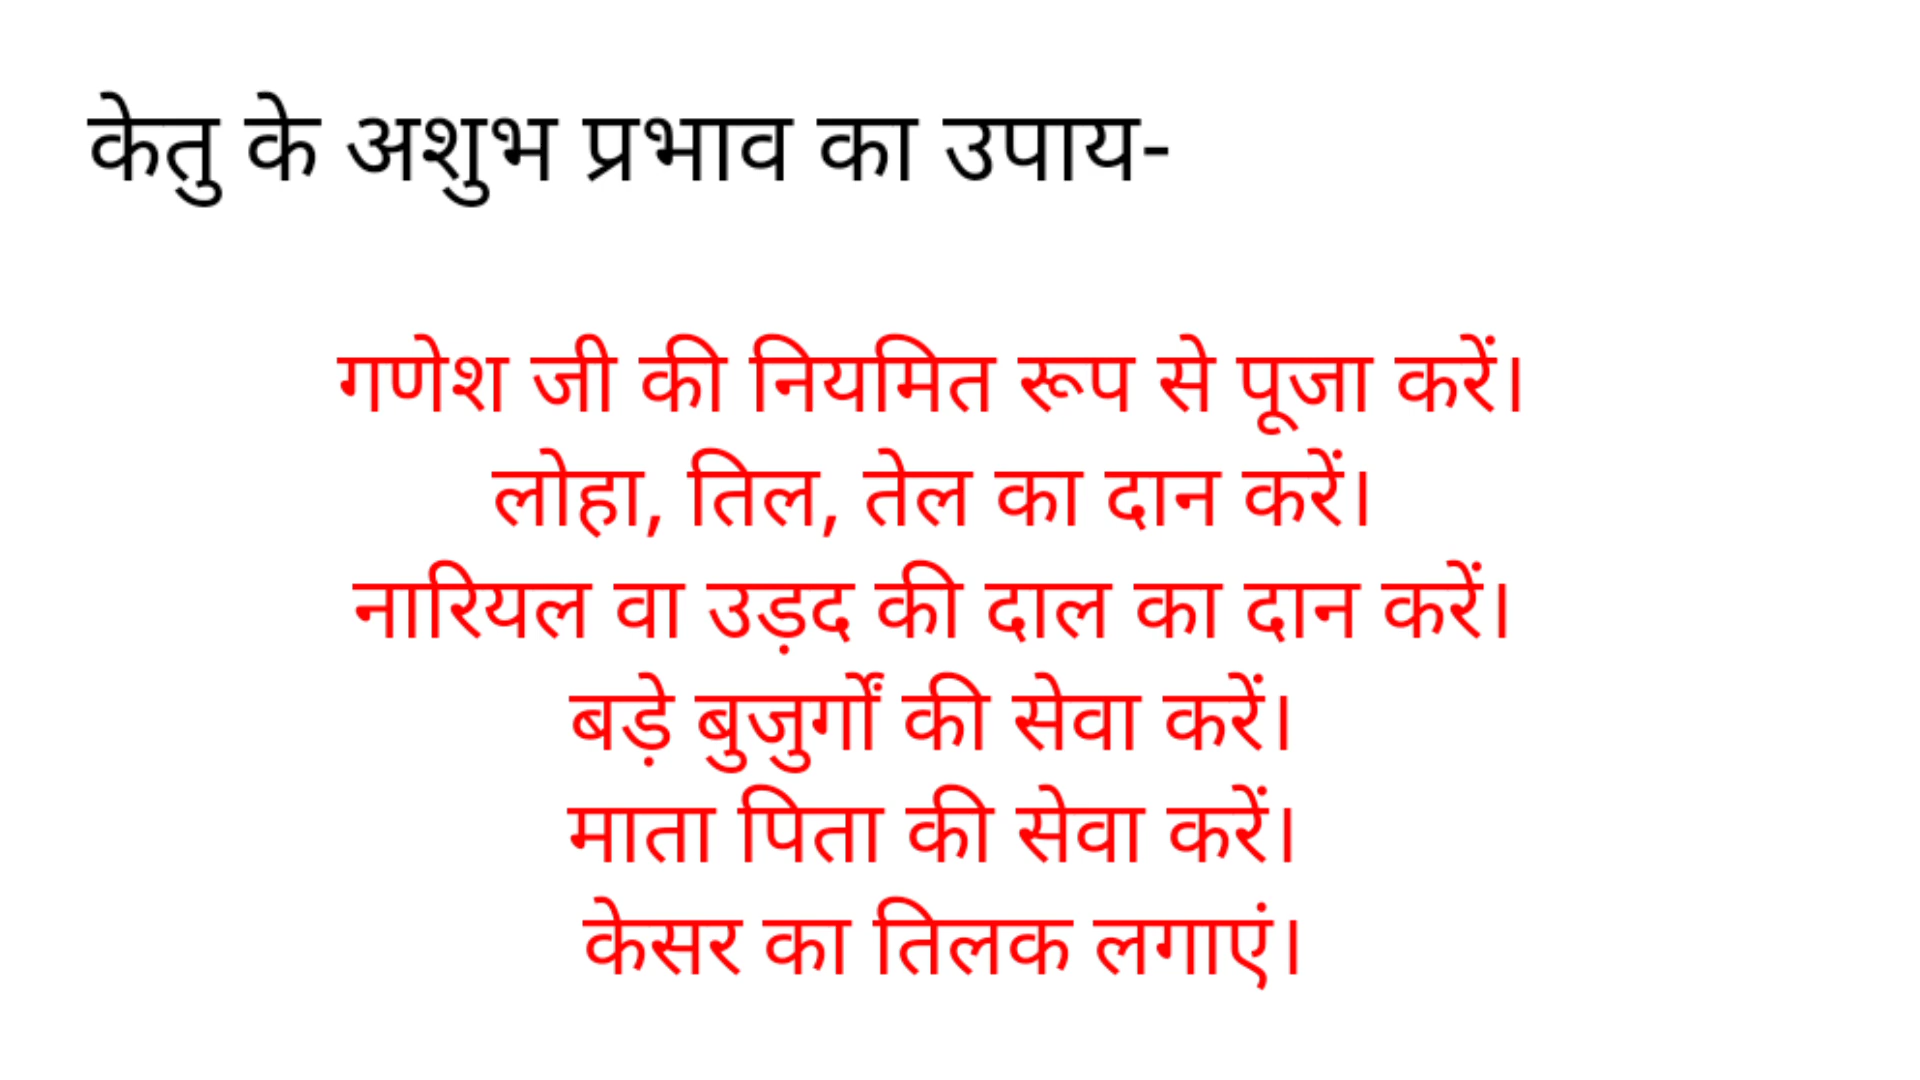 केतु के अशुभ प्रभाव का उपाय-
गणेश जी की नियमित रूप से पूजा करें।
लोहा, तिल, तेल का दान करें।
नारियल वा उड़द की दाल का दान करें।
बड़े बुजुर्गों की सेवा करें।
माता पिता की सेवा करें।
केसर का तिलक लगाएं।